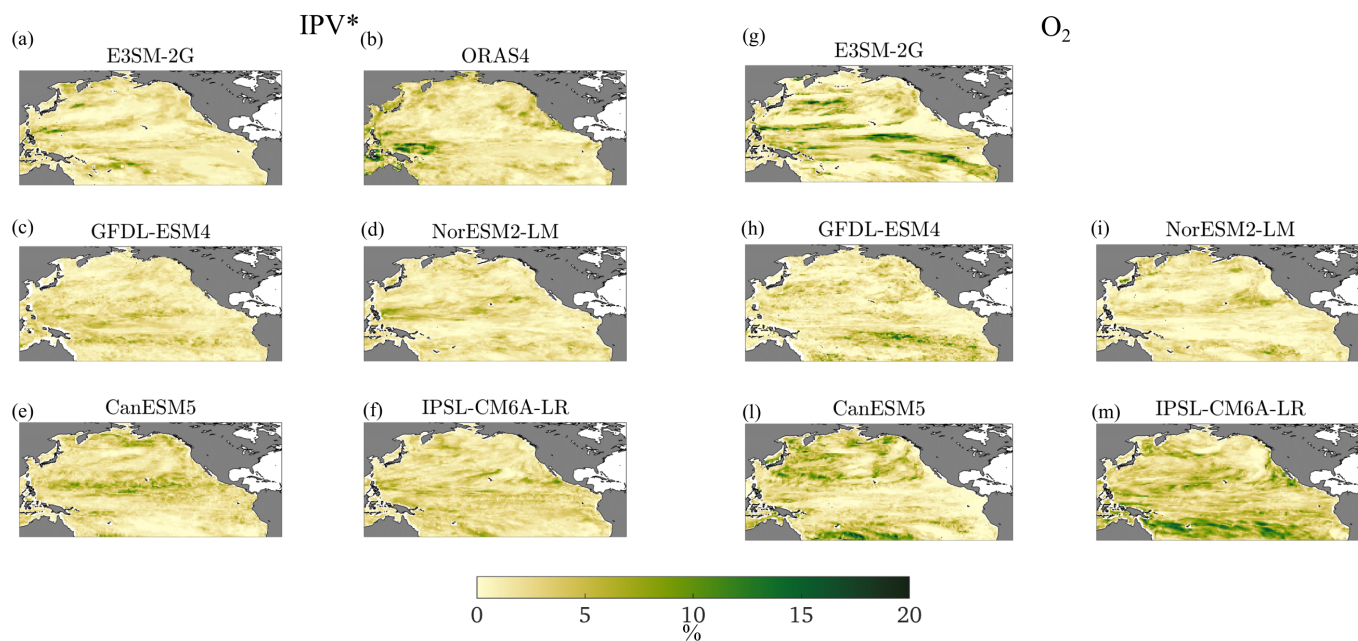 IPV*
O2
(a)
E3SM-2G
(b)
ORAS4
(g)
E3SM-2G
(c)
GFDL-ESM4
(d)
NorESM2-LM
(h)
GFDL-ESM4
(i)
NorESM2-LM
(e)
CanESM5
(f)
IPSL-CM6A-LR
(l)
CanESM5
(m)
IPSL-CM6A-LR
0 5 10 15 20
%